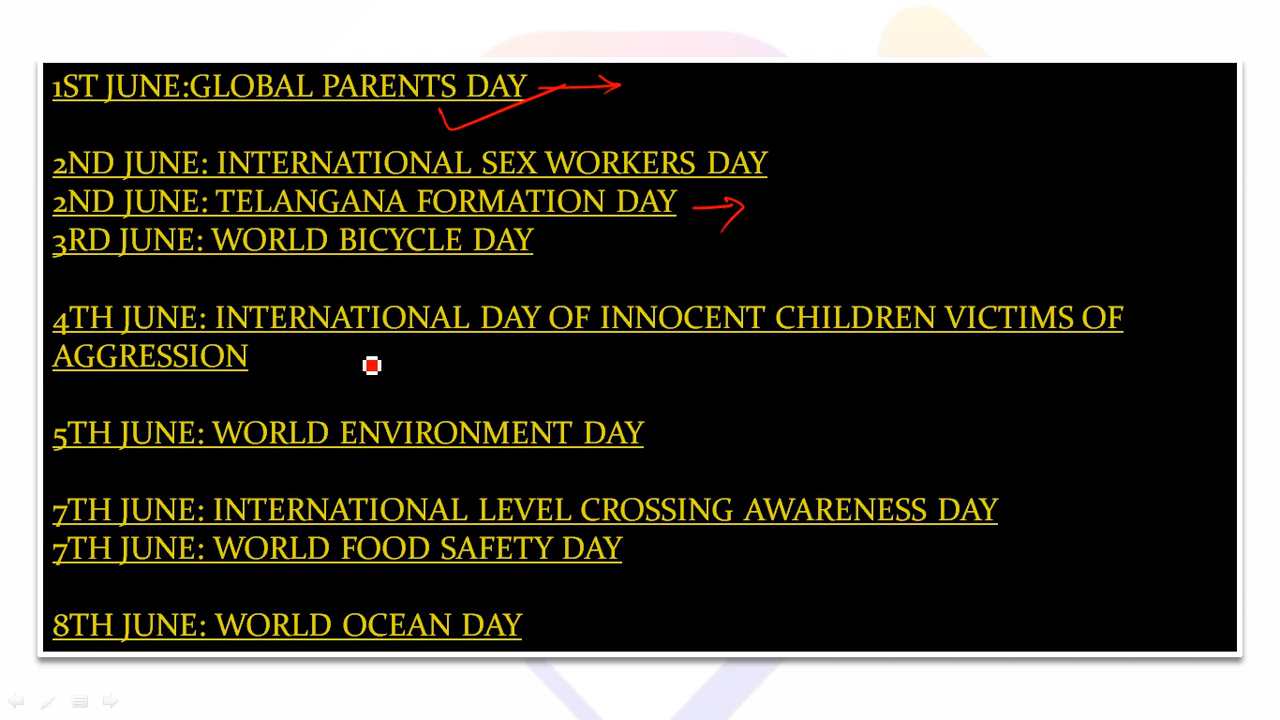 1ST JUNE:GLOBAL PARENTS DAY
2ND JUNE: INTERNATIONAL SEX WORKERS DAY
2ND JUNE: TELANGANA FORMATION DAY
3RD JUNE: WORLD BICYCLE DAY
4TH JUNE: INTERNATIONAL DAY OF INNOCENT CHILDREN VICTIMS OF
AGGRESSION
5TH JUNE: WORLD ENVIRONMENT DAY
7TH JUNE: INTERNATIONAL LEVEL CROSSING AWARENESS DAY
7TH JUNE: WORLD FOOD SAFETY DAY
8TH JUNE: WORLD OCEAN DAY